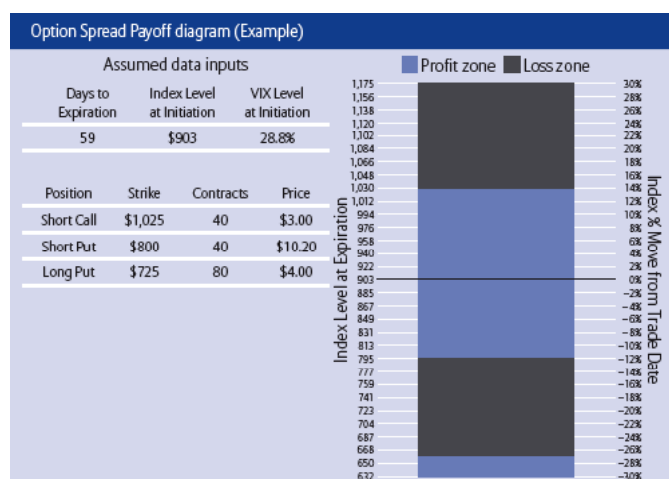 Option Spread Payoff diagram (Example)
Assumed data inputs
Days to Expiration Index Level at Initiation VIX Level at Initiation
59 $903 28.8%
Position Strike Contracts Price
Short Call $1,025 40 $3.00
Short Put $800 40 $10.20
Long Put $725 80 $4.00
Profit zone Loss zone
Index Level at Expiration
1,175 30%
1,156 28%
1,138 26%
1,120 24%
1,102 22%
1,084 20%
1,066 18%
1,048 16%
1,030 14%
1,012 12%
994 10%
976 8%
958 6%
940 4%
922 2%
903 0%
885 -2%
867 -4%
849 -6%
831 -8%
813 -10%
795 -12%
777 -14%
759 -16%
741 -18%
723 -20%
704 -22%
687 -24%
668 -26%
650 -28%
632 -30%
Index % Move from Trade Date